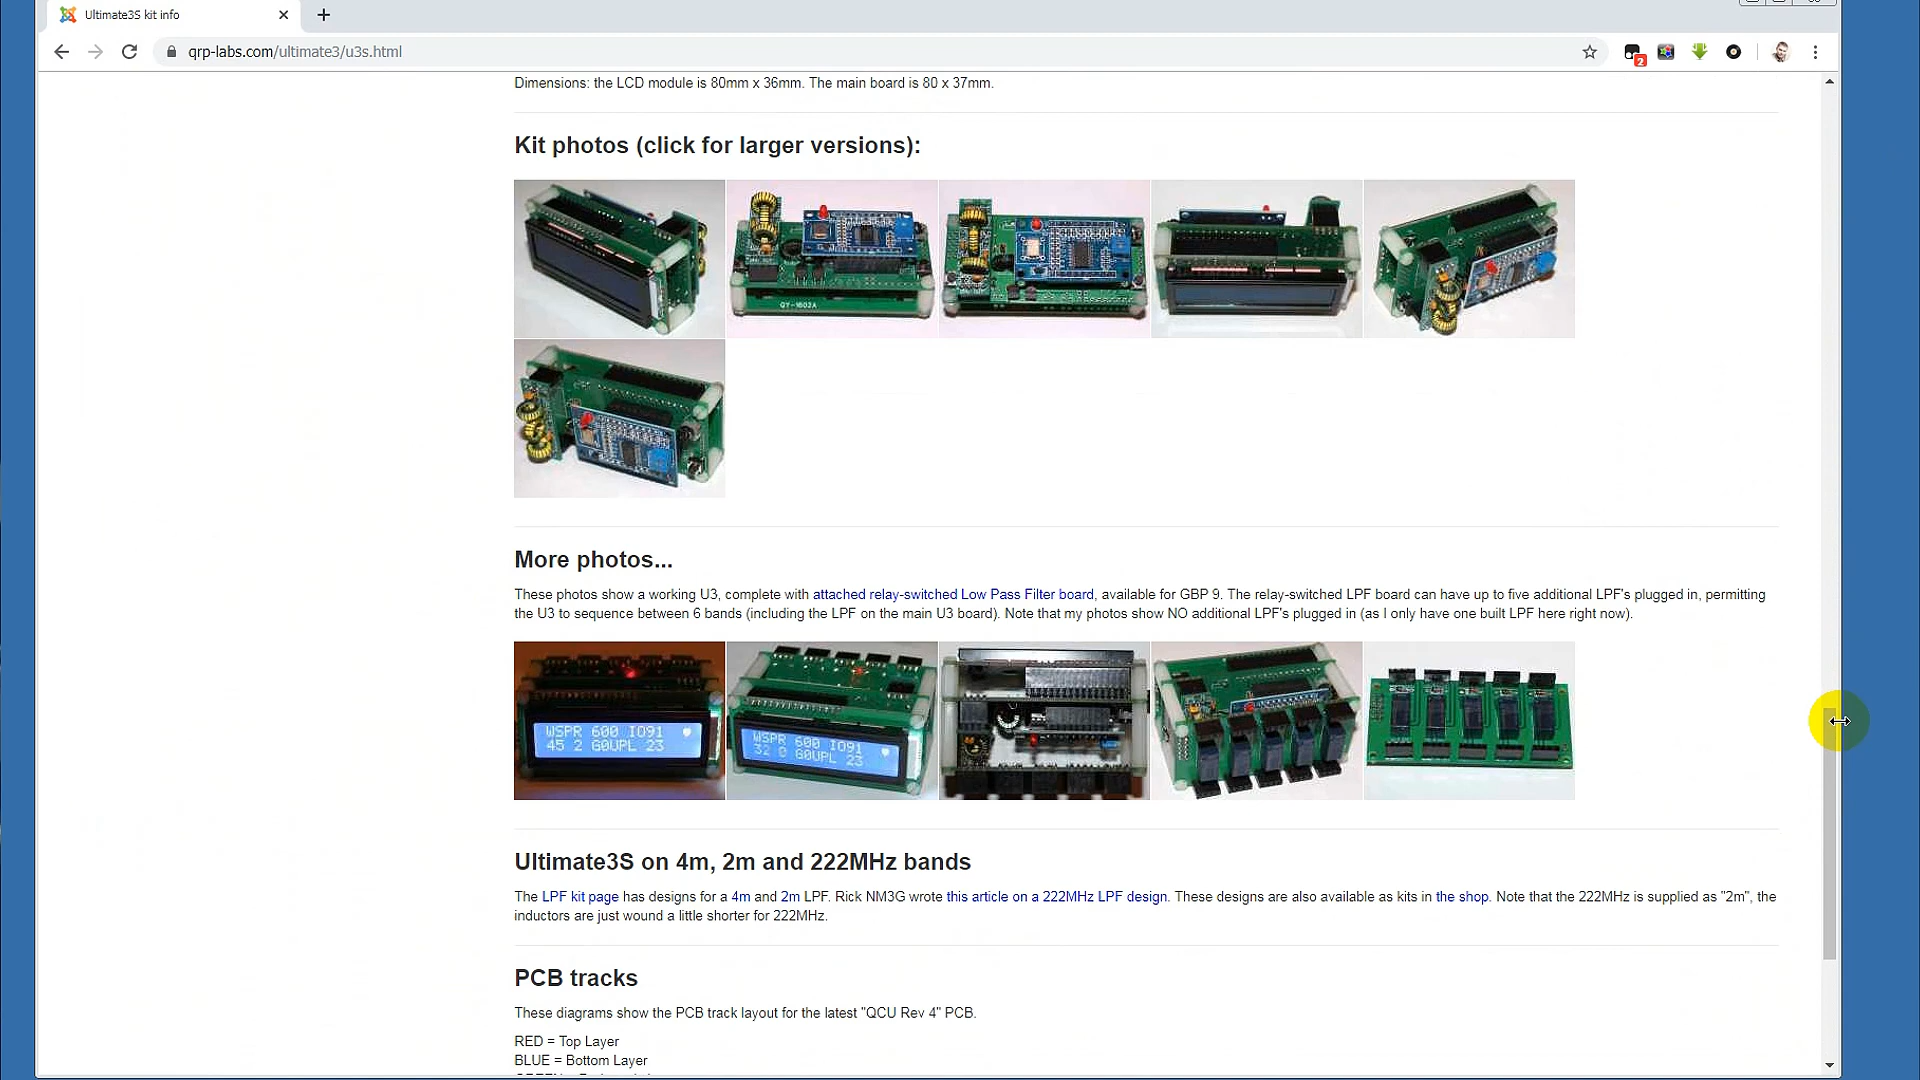 Ultimate3S kit info
qrp-labs.com/ultimate3/u3s.html
2
Dimensions: the LCD module is 80mm x 36mm. The main board is 80 x 37mm.
Kit photos (click for larger versions):
QY-1602A
More photos...
These photos show a working U3, complete with attached relay-switched Low Pass Filter board, available for GBP 9. The relay-switched LPF board can have up to five additional LPF's plugged in, permitting
the U3 to sequence between 6 bands (including the LPF on the main U3 board). Note that my photos show NO additional LPF's plugged in (as I only have one built LPF here right now).
WSPR 600 IO91
45 2 G0UPL 23
WSPR 600 IO91
32 0 G0UPL 23
Ultimate3S on 4m, 2m and 222MHz bands
The LPF kit page has designs for a 4m and 2m LPF. Rick NM3G wrote this article on a 222MHz LPF design. These designs are also available as kits in the shop. Note that the 222MHz is supplied as "2m", the
inductors are just wound a little shorter for 222MHz.
PCB tracks
These diagrams show the PCB track layout for the latest "QCU Rev 4" PCB.
RED = Top Layer
BLUE = Bottom Layer